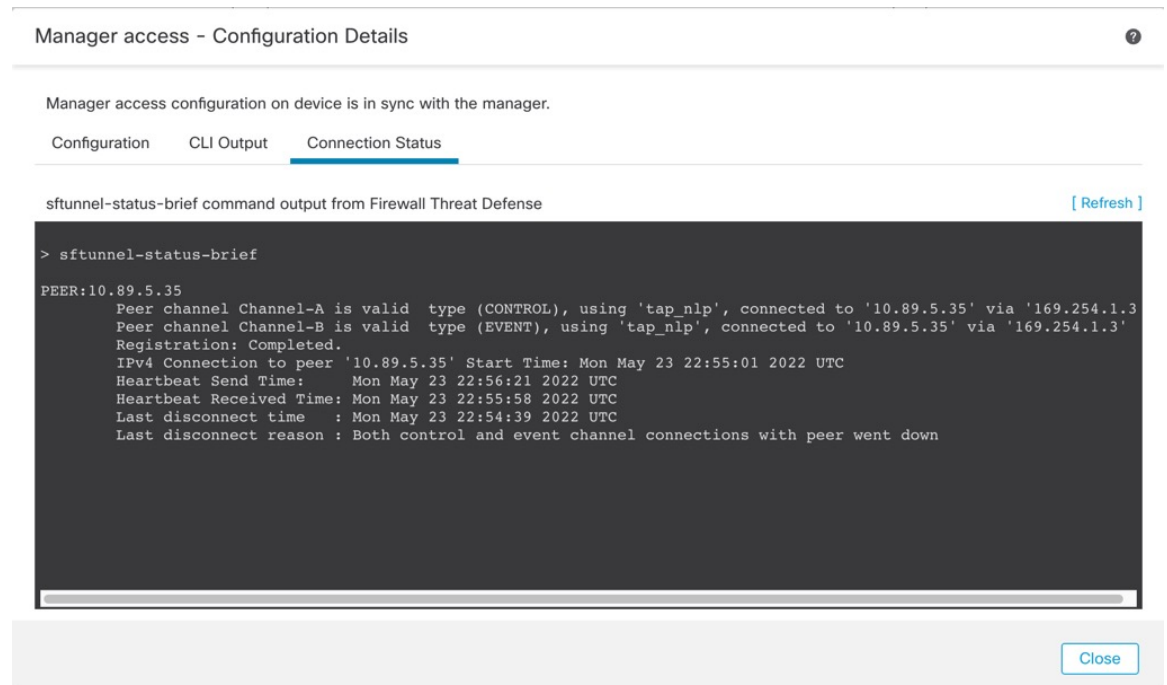 Manager access - Configuration Details
?
Manager access configuration on device is in sync with the manager.
Configuration CLI Output Connection Status
sftunnel-status-brief command output from Firewall Threat Defense [ Refresh ]
> sftunnel-status-brief
PEER:10.89.5.35
Peer channel Channel-A is valid  type (CONTROL), using 'tap_nlp', connected to '10.89.5.35' via '169.254.1.3
Peer channel Channel-B is valid  type (EVENT), using 'tap_nlp', connected to '10.89.5.35' via '169.254.1.3'
Registration: Completed.
IPv4 Connection to peer '10.89.5.35' Start Time: Mon May 23 22:55:01 2022 UTC
Heartbeat Send Time:     Mon May 23 22:56:21 2022 UTC
Heartbeat Received Time: Mon May 23 22:55:58 2022 UTC
Last disconnect time   : Mon May 23 22:54:39 2022 UTC
Last disconnect reason : Both control and event channel connections with peer went down
Close